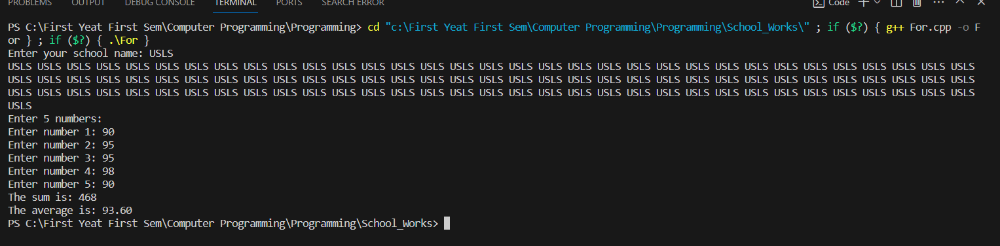 PROBLEMS OUTPUT DEBUG CONSOLE TERMINAL PORTS SEARCH ERROR Code
PS C:\First Yeat First Sem\Computer Programming\Programming> cd "c:\First Yeat First Sem\Computer Programming\Programming\School_Works\" ; if ($?) { g++ For.cpp -o F
or } ; if ($?) { .\For }
Enter your school name: USLS
USLS USLS USLS USLS USLS USLS USLS USLS USLS USLS USLS USLS USLS USLS USLS USLS USLS USLS USLS USLS USLS USLS USLS USLS USLS USLS USLS USLS USLS USLS USLS USLS USLS
USLS USLS USLS USLS USLS USLS USLS USLS USLS USLS USLS USLS USLS USLS USLS USLS USLS USLS USLS USLS USLS USLS USLS USLS USLS USLS USLS USLS USLS USLS USLS USLS USLS
USLS USLS USLS USLS USLS USLS USLS USLS USLS USLS USLS USLS USLS USLS USLS USLS USLS USLS USLS USLS USLS USLS USLS USLS USLS USLS USLS USLS USLS USLS USLS USLS USLS
USLS
Enter 5 numbers:
Enter number 1: 90
Enter number 2: 95
Enter number 3: 95
Enter number 4: 98
Enter number 5: 90
The sum is: 468
The average is: 93.60
PS C:\First Yeat First Sem\Computer Programming\Programming\School_Works>